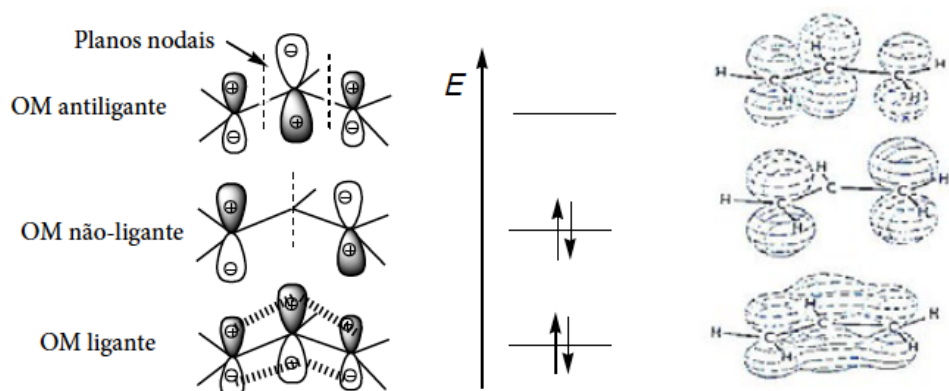 Planos nodais
OM antiligante
⊖
⊕ ⊕
⊖ ⊕ ⊖
E
H C C C H
H H H
OM não-ligante
⊕ ⊖
⊖ ⊕
H C C C H
H H H
OM ligante
⊕ ⊕ ⊕
⊖ ⊖ ⊖
H C C C H
H H H